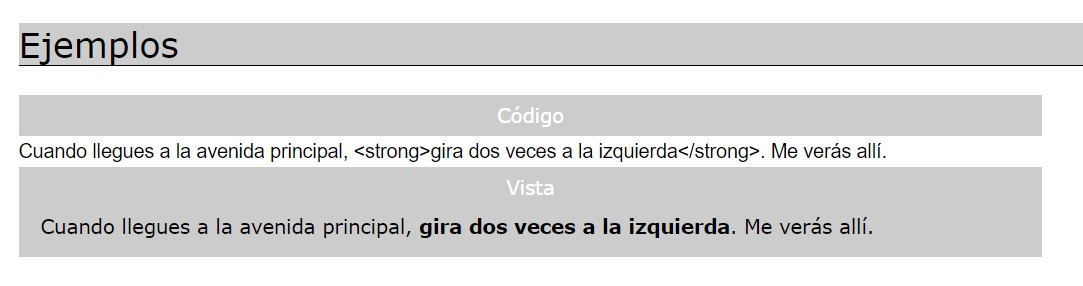 Ejemplos
Código
Cuando llegues a la avenida principal, <strong>gira dos veces a la izquierda</strong>. Me verás allí.
Vista
Cuando llegues a la avenida principal, gira dos veces a la izquierda. Me verás allí.